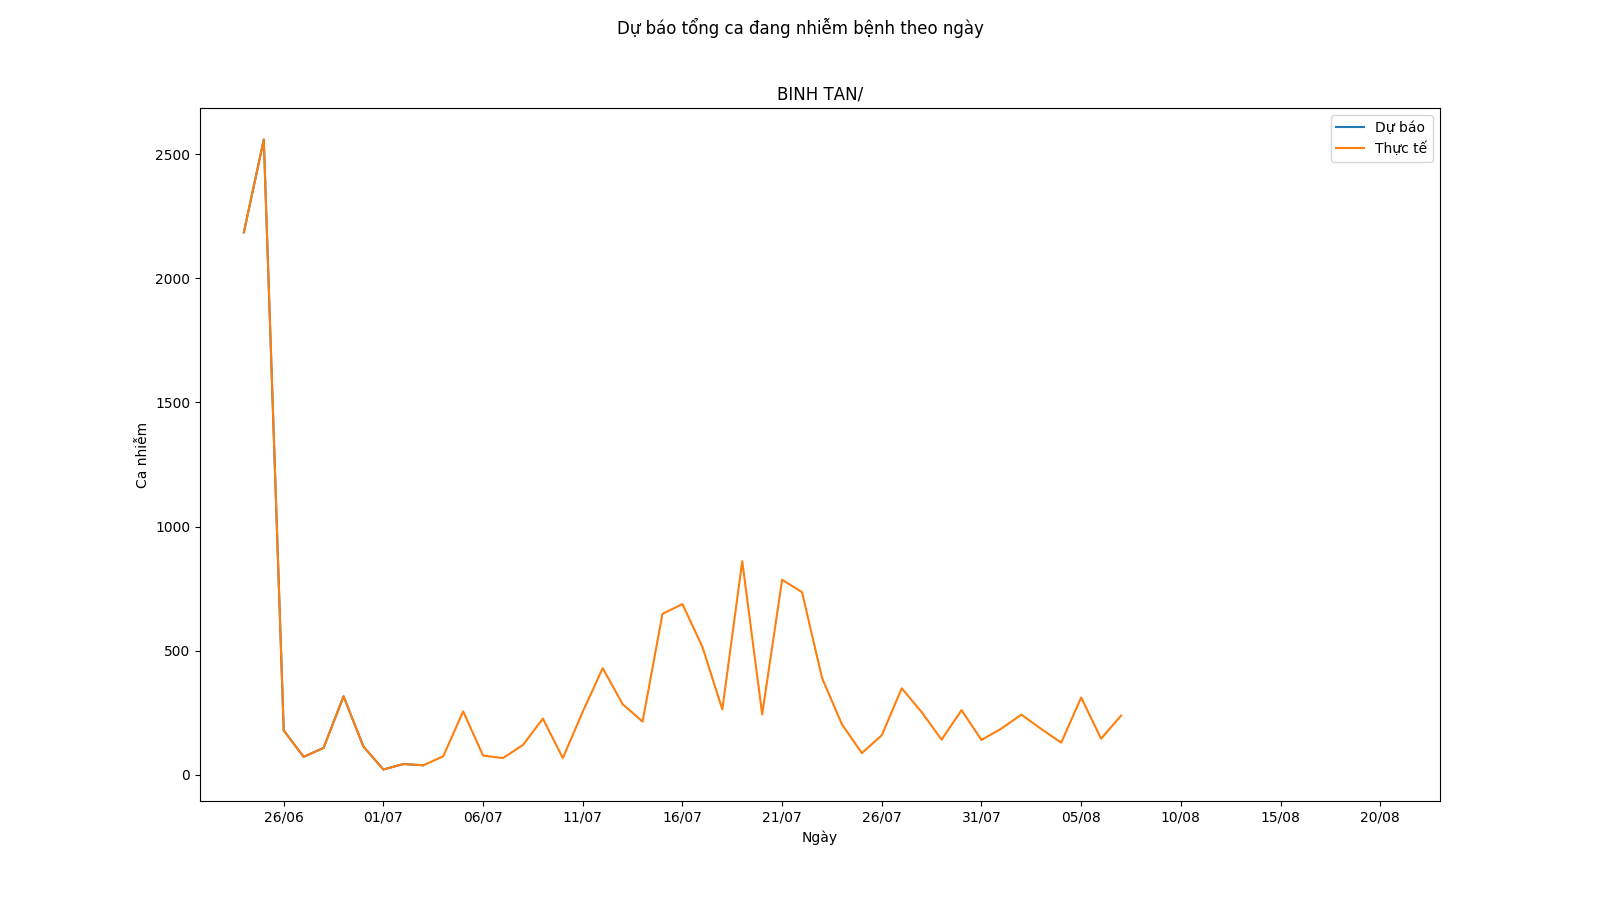 Dự báo tổng ca đang nhiễm bệnh theo ngày
BINH TAN/
Dự báo
Thực tế
2500
2000
1500
1000
500
0
Ca nhiễm
26/06 01/07 06/07 11/07 16/07 21/07 26/07 31/07 05/08 10/08 15/08 20/08
Ngày